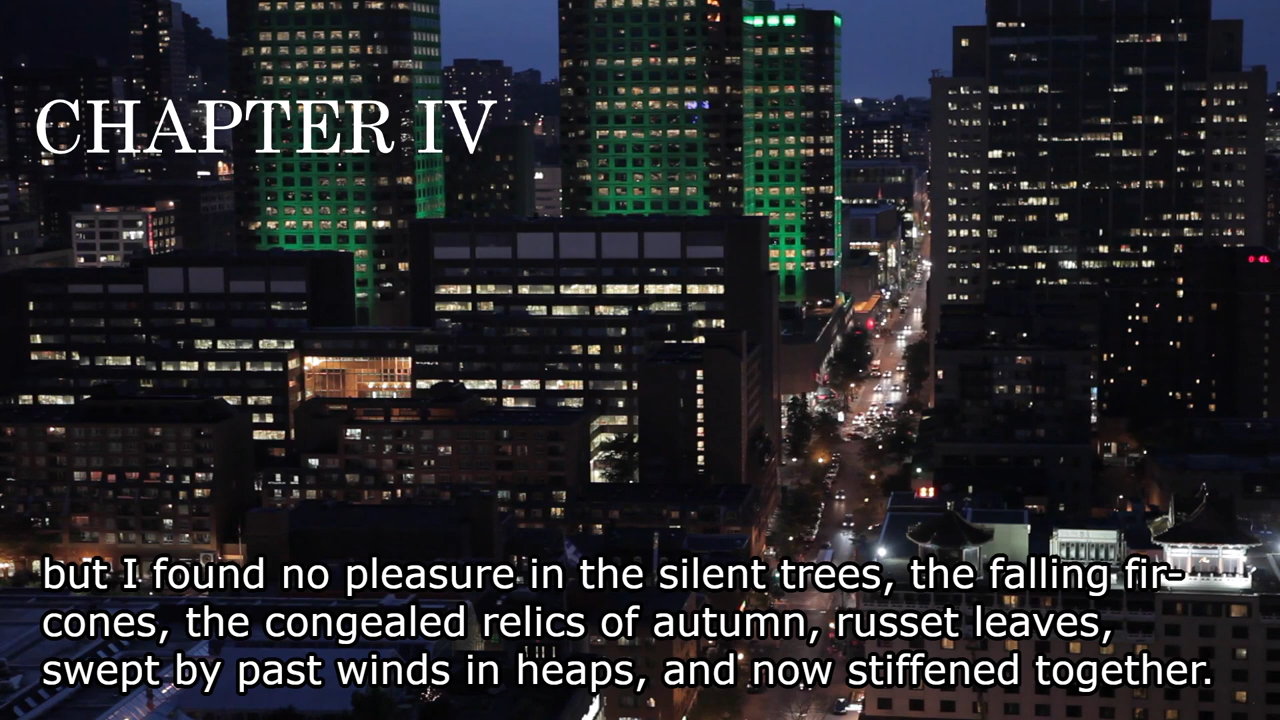 CHAPTER IV
but I found no pleasure in the silent trees, the falling fir-
cones, the congealed relics of autumn, russet leaves,
swept by past winds in heaps, and now stiffened together.